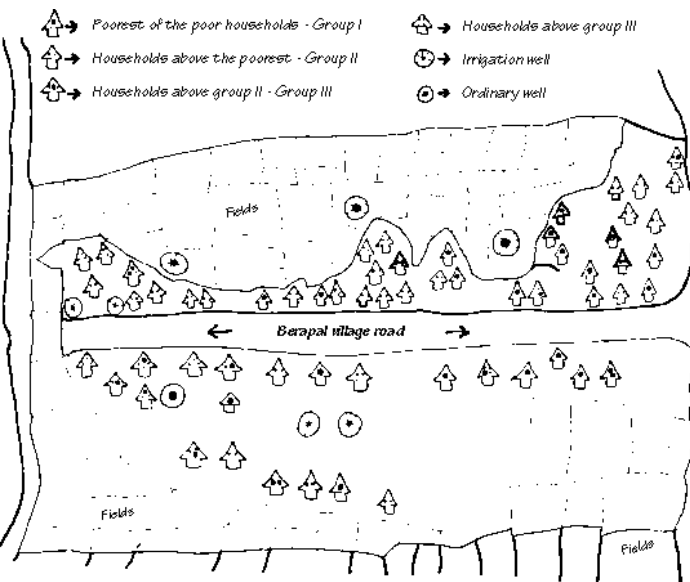 Poorest of the poor households - Group I
Households above the poorest - Group II
Households above group II - Group III
Households above group III
Irrigation well
Ordinary well
Fields
Berapal village road
Fields
Fields